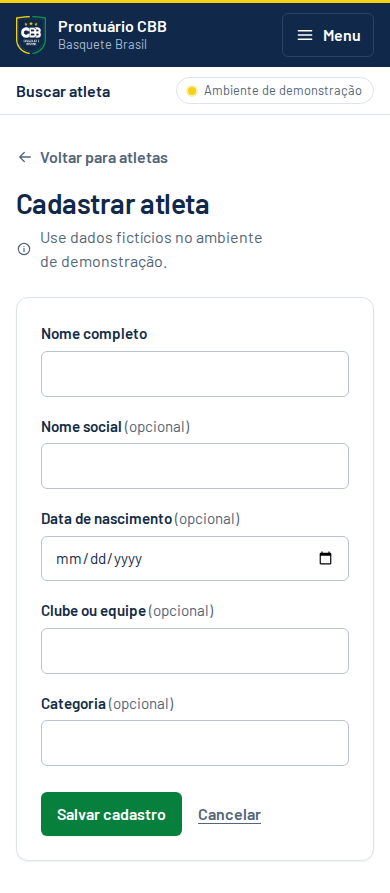 CBB
Prontuário CBB
Basquete Brasil
Menu
Buscar atleta
Ambiente de demonstração
Voltar para atletas
Cadastrar atleta
Use dados fictícios no ambiente
de demonstração.
Nome completo
Nome social (opcional)
Data de nascimento (opcional)
mm/dd/yyyy
Clube ou equipe (opcional)
Categoria (opcional)
Salvar cadastro
Cancelar